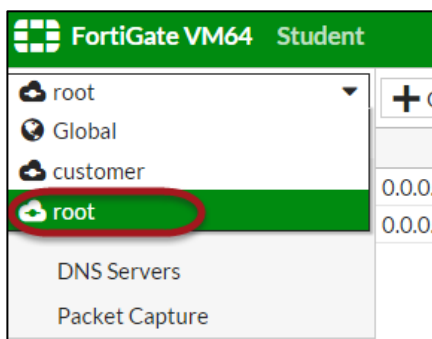 FortiGate VM64 Student
root
Global
customer
root
0.0.0.
0.0.0.
DNS Servers
Packet Capture